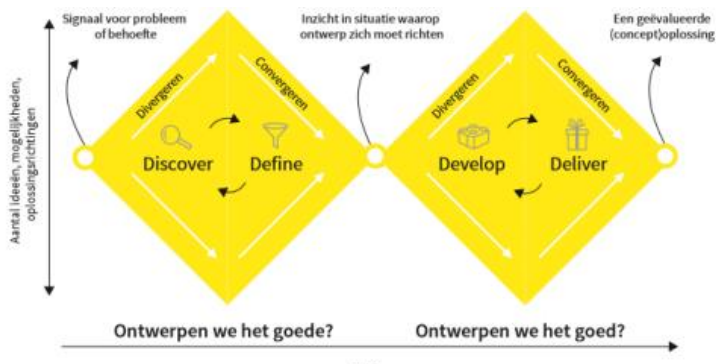 Signaal voor probleem
of behoefte
Inzicht in situatie waarop
ontwerp zich moet richten
Een geëvalueerde
(concept)oplossing
Aantal ideeën, mogelijkheden,
oplossingsrichtingen
Divergeren
Convergeren
Divergeren
Convergeren
Discover
Define
Develop
Deliver
Ontwerpen we het goede?
Ontwerpen we het goed?